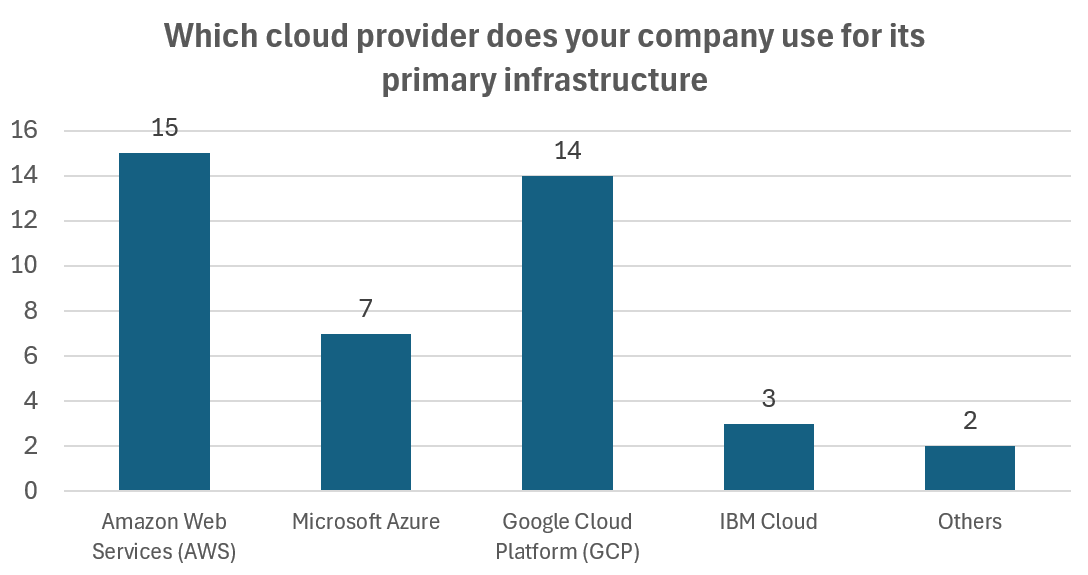 Which cloud provider does your company use for its
primary infrastructure
16
14
12
10
8
6
4
2
0
15
7
14
3
2
Amazon Web
Services (AWS)
Microsoft Azure
Google Cloud
Platform (GCP)
IBM Cloud
Others